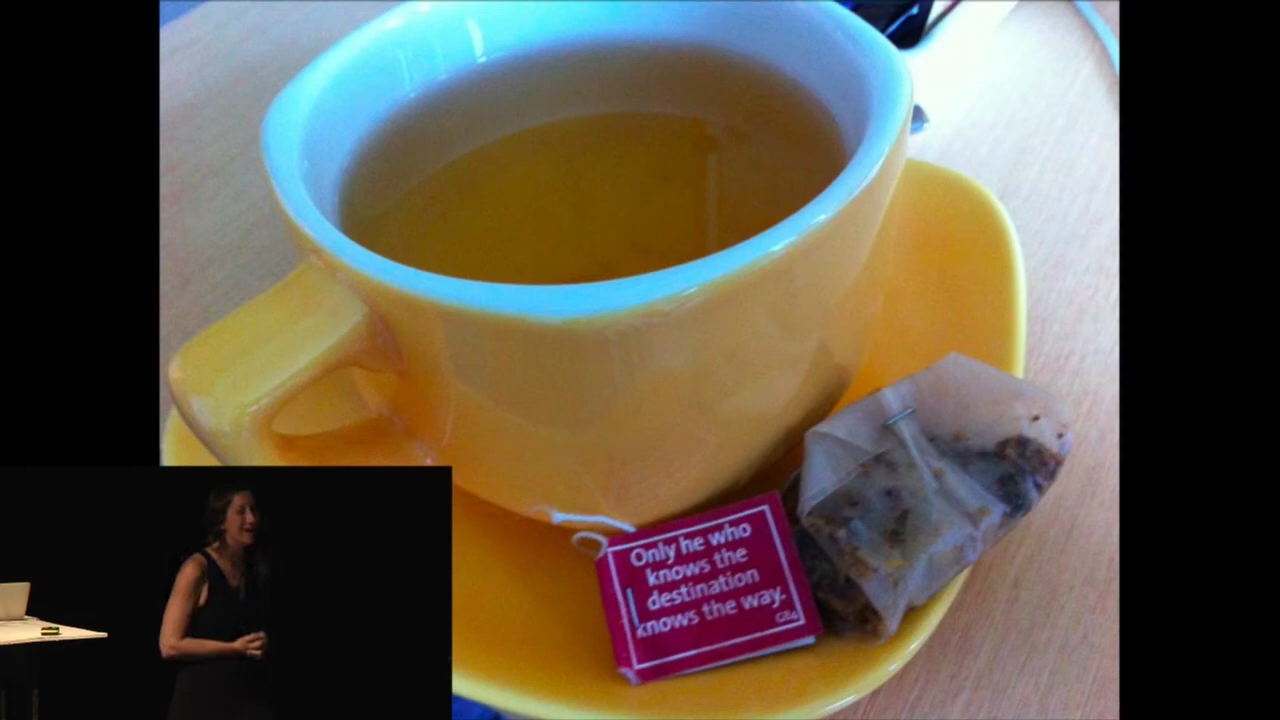 Only he who
knows the
destination
knows the way.